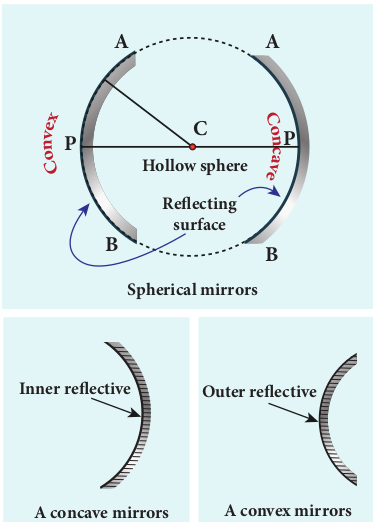 A
A
Convex
P
C
Concave
P
Hollow sphere
Reflecting
surface
B
B
Spherical mirrors
Inner reflective
A concave mirrors
Outer reflective
A convex mirrors